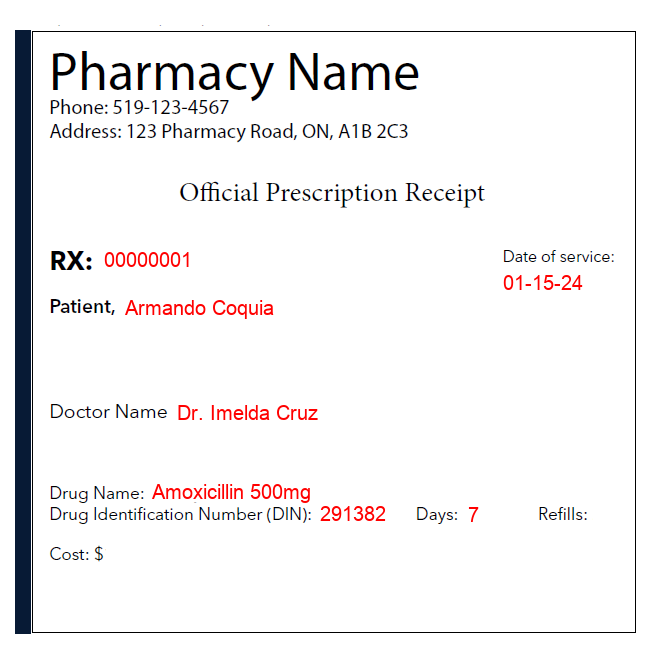 Pharmacy Name
Phone: 519-123-4567
Address: 123 Pharmacy Road, ON, A1B 2C3
Official Prescription Receipt
RX: 00000001
Date of service:
01-15-24
Patient, Armando Coquia
Doctor Name Dr. Imelda Cruz
Drug Name: Amoxicillin 500mg
Drug Identification Number (DIN): 291382 Days: 7 Refills:
Cost: $